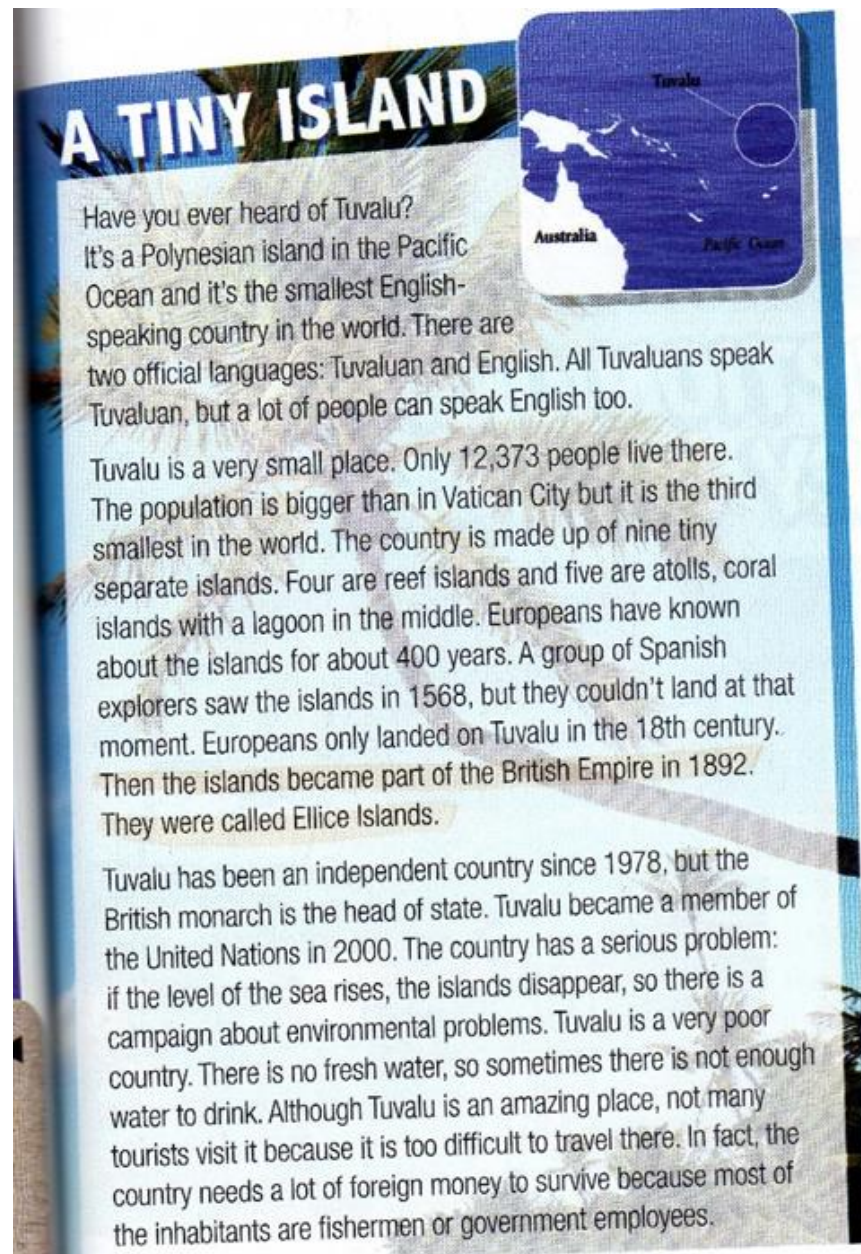 A TINY ISLAND
Tuvalu
Australia
Pacific Ocean
Have you ever heard of Tuvalu?
It's a Polynesian island in the Pacific
Ocean and it's the smallest English-
speaking country in the world. There are
two official languages: Tuvaluan and English. All Tuvaluans speak
Tuvaluan, but a lot of people can speak English too.
Tuvalu is a very small place. Only 12,373 people live there.
The population is bigger than in Vatican City but it is the third
smallest in the world. The country is made up of nine tiny
separate islands. Four are reef islands and five are atolls, coral
islands with a lagoon in the middle. Europeans have known
about the islands for about 400 years. A group of Spanish
explorers saw the islands in 1568, but they couldn't land at that
moment. Europeans only landed on Tuvalu in the 18th century.
Then the islands became part of the British Empire in 1892.
They were called Ellice Islands.
Tuvalu has been an independent country since 1978, but the
British monarch is the head of state. Tuvalu became a member of
the United Nations in 2000. The country has a serious problem:
if the level of the sea rises, the islands disappear, so there is a
campaign about environmental problems. Tuvalu is a very poor
country. There is no fresh water, so sometimes there is not enough
water to drink. Although Tuvalu is an amazing place, not many
tourists visit it because it is too difficult to travel there. In fact, the
country needs a lot of foreign money to survive because most of
the inhabitants are fishermen or government employees.